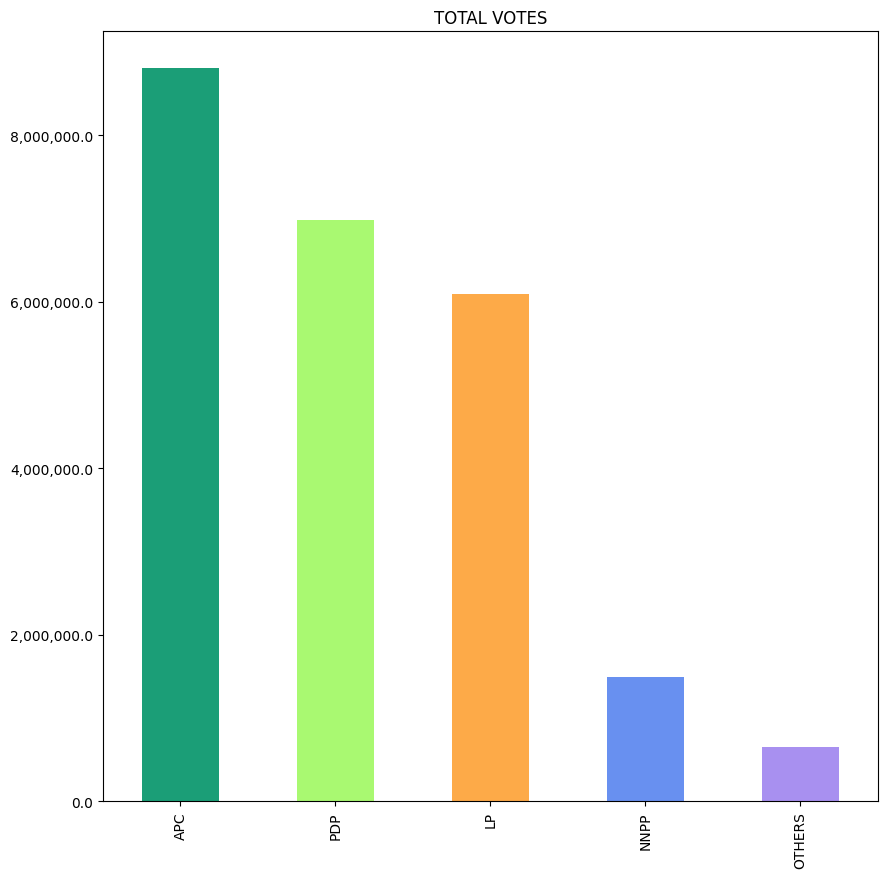 TOTAL VOTES
8,000,000.0
6,000,000.0
4,000,000.0
2,000,000.0
0.0
APC
PDP
LP
NNPP
OTHERS